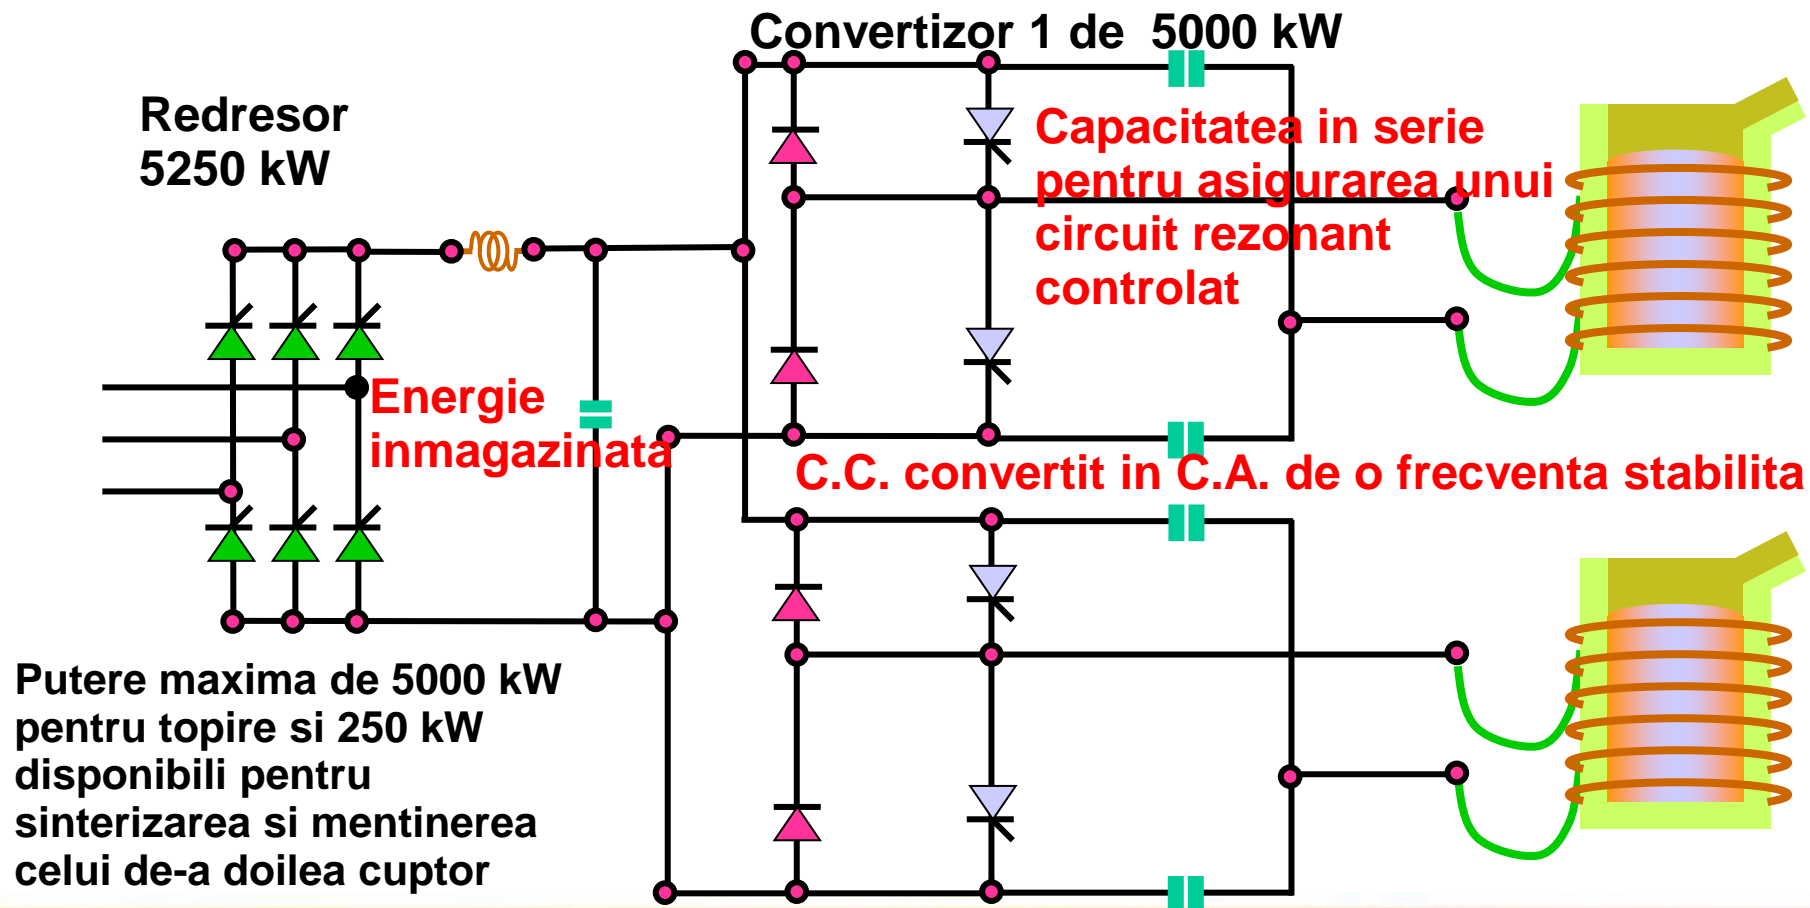 Convertizor 1 de 5000 kW
Redresor
5250 kW
Capacitatea in serie
pentru asigurarea unui
circuit rezonant
controlat
Energie
inmagazinata
C.C. convertit in C.A. de o frecventa stabilita
Putere maxima de 5000 kW
pentru topire si 250 kW
disponibili pentru
sinterizarea si mentinerea
celui de-a doilea cuptor